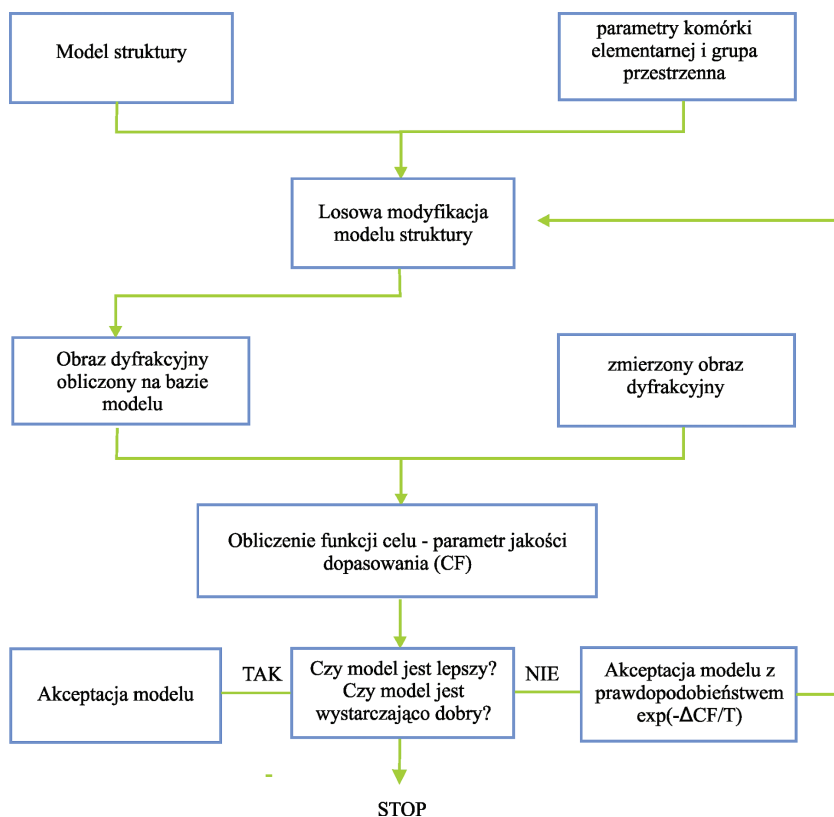 Model struktury
parametry komórki
elementarnej i grupa
przestrzenna
Losowa modyfikacja
modelu struktury
Obraz dyfrakcyjny
obliczony na bazie
modelu
zmierzony obraz
dyfrakcyjny
Obliczenie funkcji celu - parametr jakości
dopasowania (CF)
Akceptacja modelu
TAK
Czy model jest lepszy?
Czy model jest
wystarczająco dobry?
NIE
Akceptacja modelu z
prawdopodobieństwem
exp(-ΔCF/T)
STOP